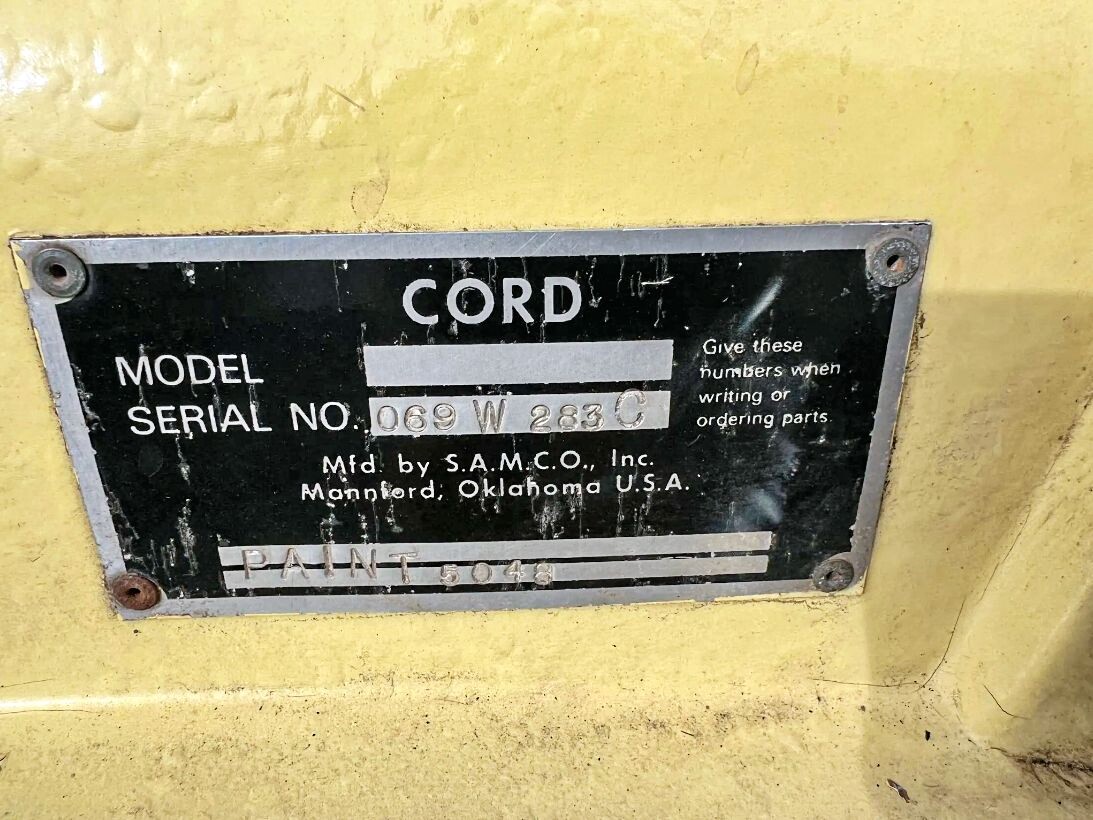 CORD
MODEL
SERIAL NO. 069 W 283 C
Give these
numbers when
writing or
ordering parts.
Mfd. by S.A.M.C.O., Inc.
Mannford, Oklahoma U.S.A.
PAINT 5048